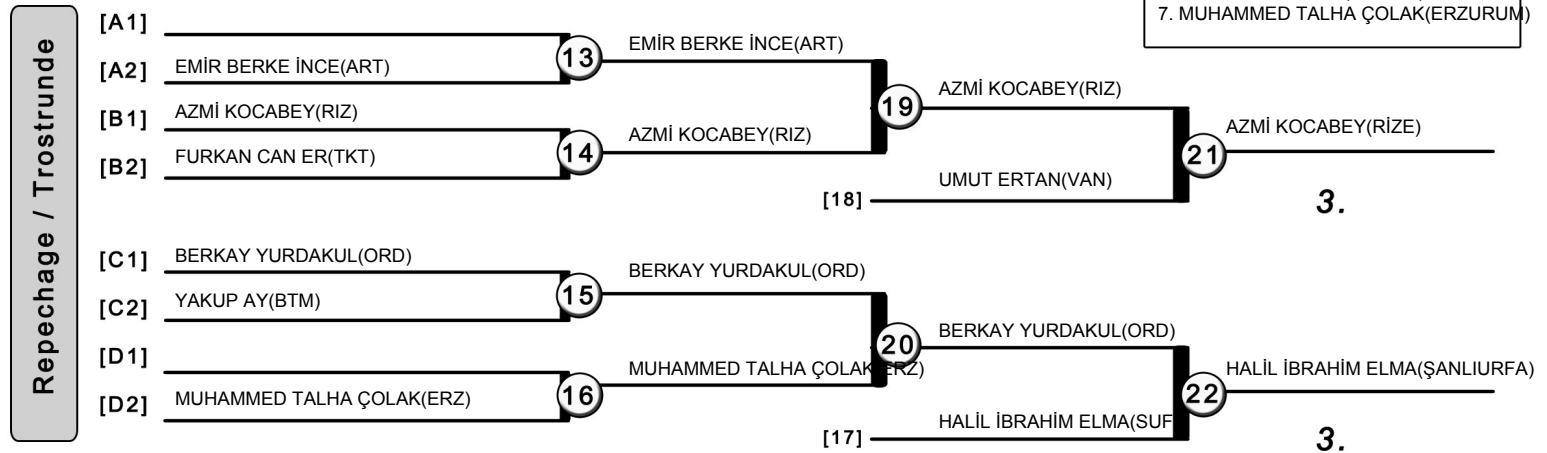 7. MUHAMMED TALHA ÇOLAK(ERZURUM)
Repechage / Trostrunde
[A1]
[A2] EMİR BERKE İNCE(ART)
13
EMİR BERKE İNCE(ART)
[B1] AZMİ KOCABEY(RIZ)
[B2] FURKAN CAN ER(TKT)
14
AZMİ KOCABEY(RIZ)
19
AZMİ KOCABEY(RIZ)
[18] UMUT ERTAN(VAN)
21
AZMİ KOCABEY(RİZE)
3.
[C1] BERKAY YURDAKUL(ORD)
[C2] YAKUP AY(BTM)
15
BERKAY YURDAKUL(ORD)
[D1]
[D2] MUHAMMED TALHA ÇOLAK(ERZ)
16
MUHAMMED TALHA ÇOLAK(ERZ)
20
BERKAY YURDAKUL(ORD)
[17] HALİL İBRAHİM ELMA(SUF
22
HALİL İBRAHİM ELMA(ŞANLIURFA)
3.